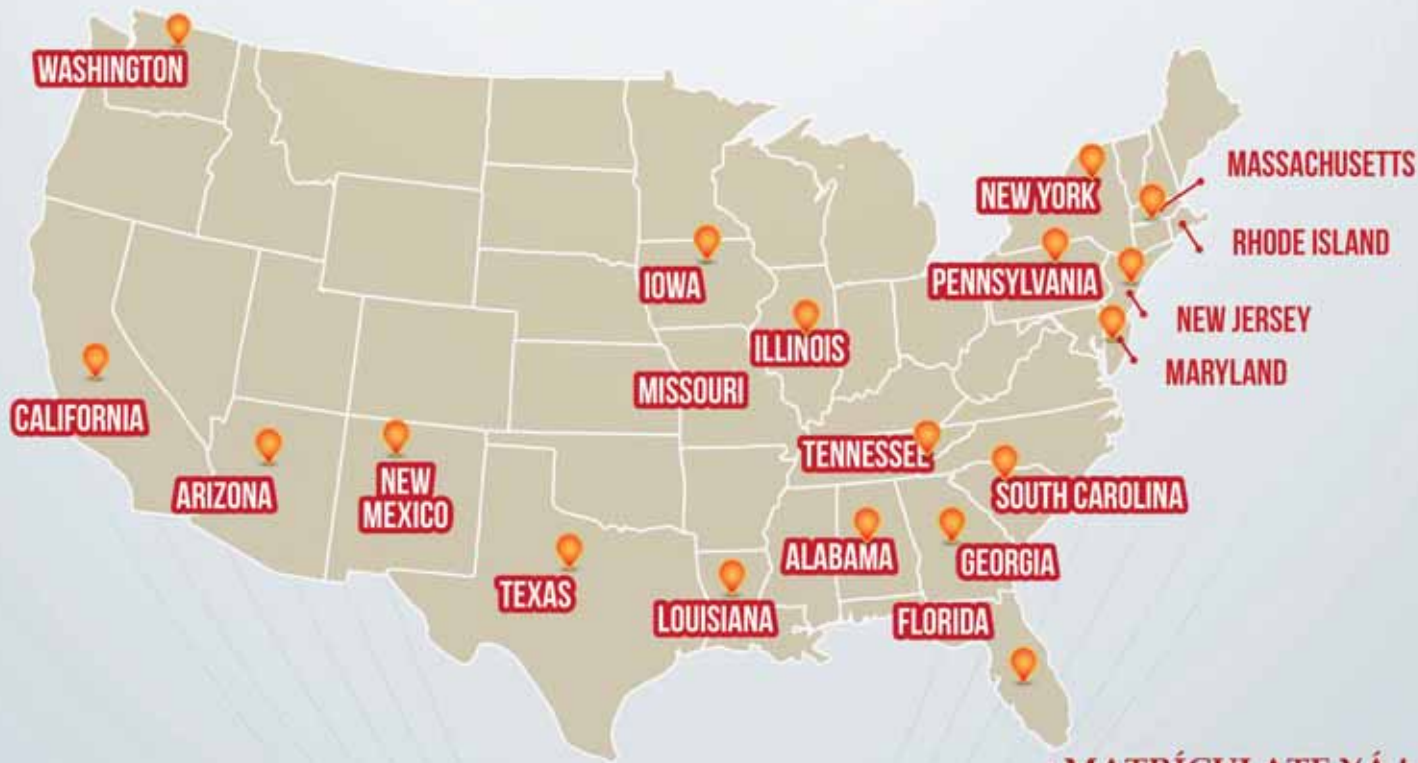 WASHINGTON
MASSACHUSETTS
NEW YORK
RHODE ISLAND
IOWA
PENNSYLVANIA
NEW JERSEY
ILLINOIS
MARYLAND
MISSOURI
CALIFORNIA
TENNESSEE
ARIZONA
NEW
MEXICO
SOUTH CAROLINA
ALABAMA
GEORGIA
TEXAS
LOUISIANA
FLORIDA